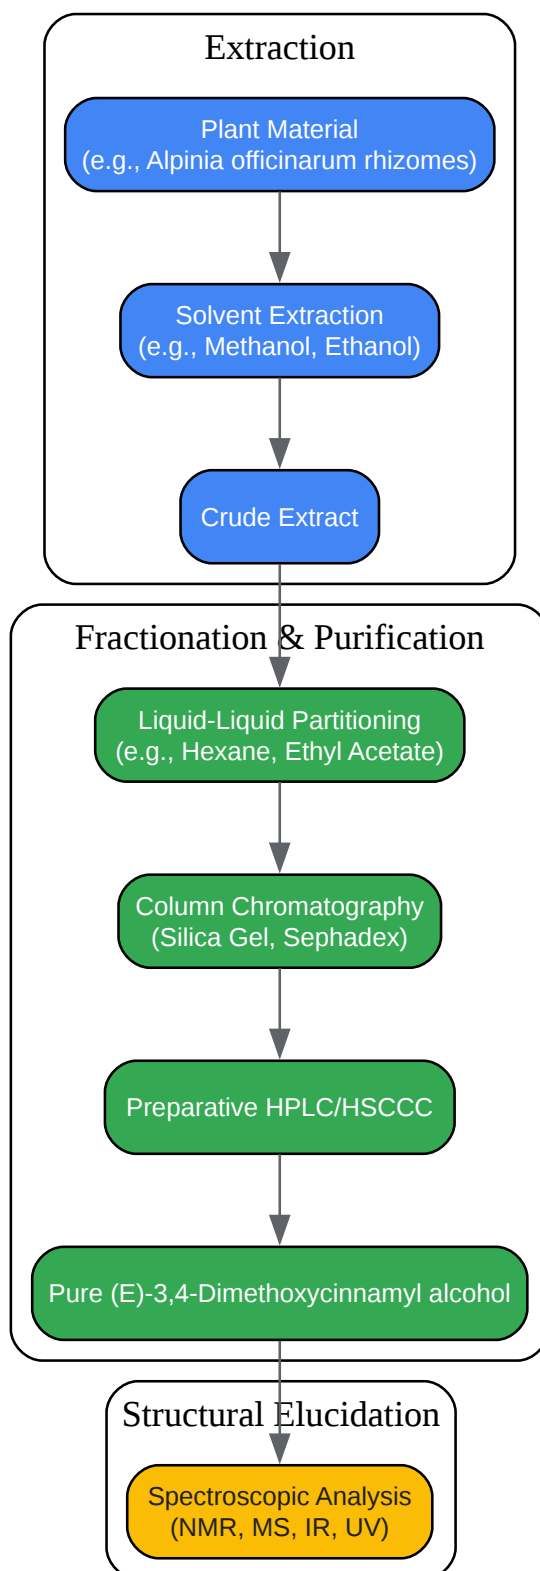 Extraction
Plant Material
(e.g., Alpinia officinarum rhizomes)
Solvent Extraction
(e.g., Methanol, Ethanol)
Crude Extract
Fractionation & Purification
Liquid-Liquid Partitioning
(e.g., Hexane, Ethyl Acetate)
Column Chromatography
(Silica Gel, Sephadex)
Preparative HPLC/HSCCC
Pure (E)-3,4-Dimethoxycinnamyl alcohol
Structural Elucidation
Spectroscopic Analysis
(NMR, MS, IR, UV)